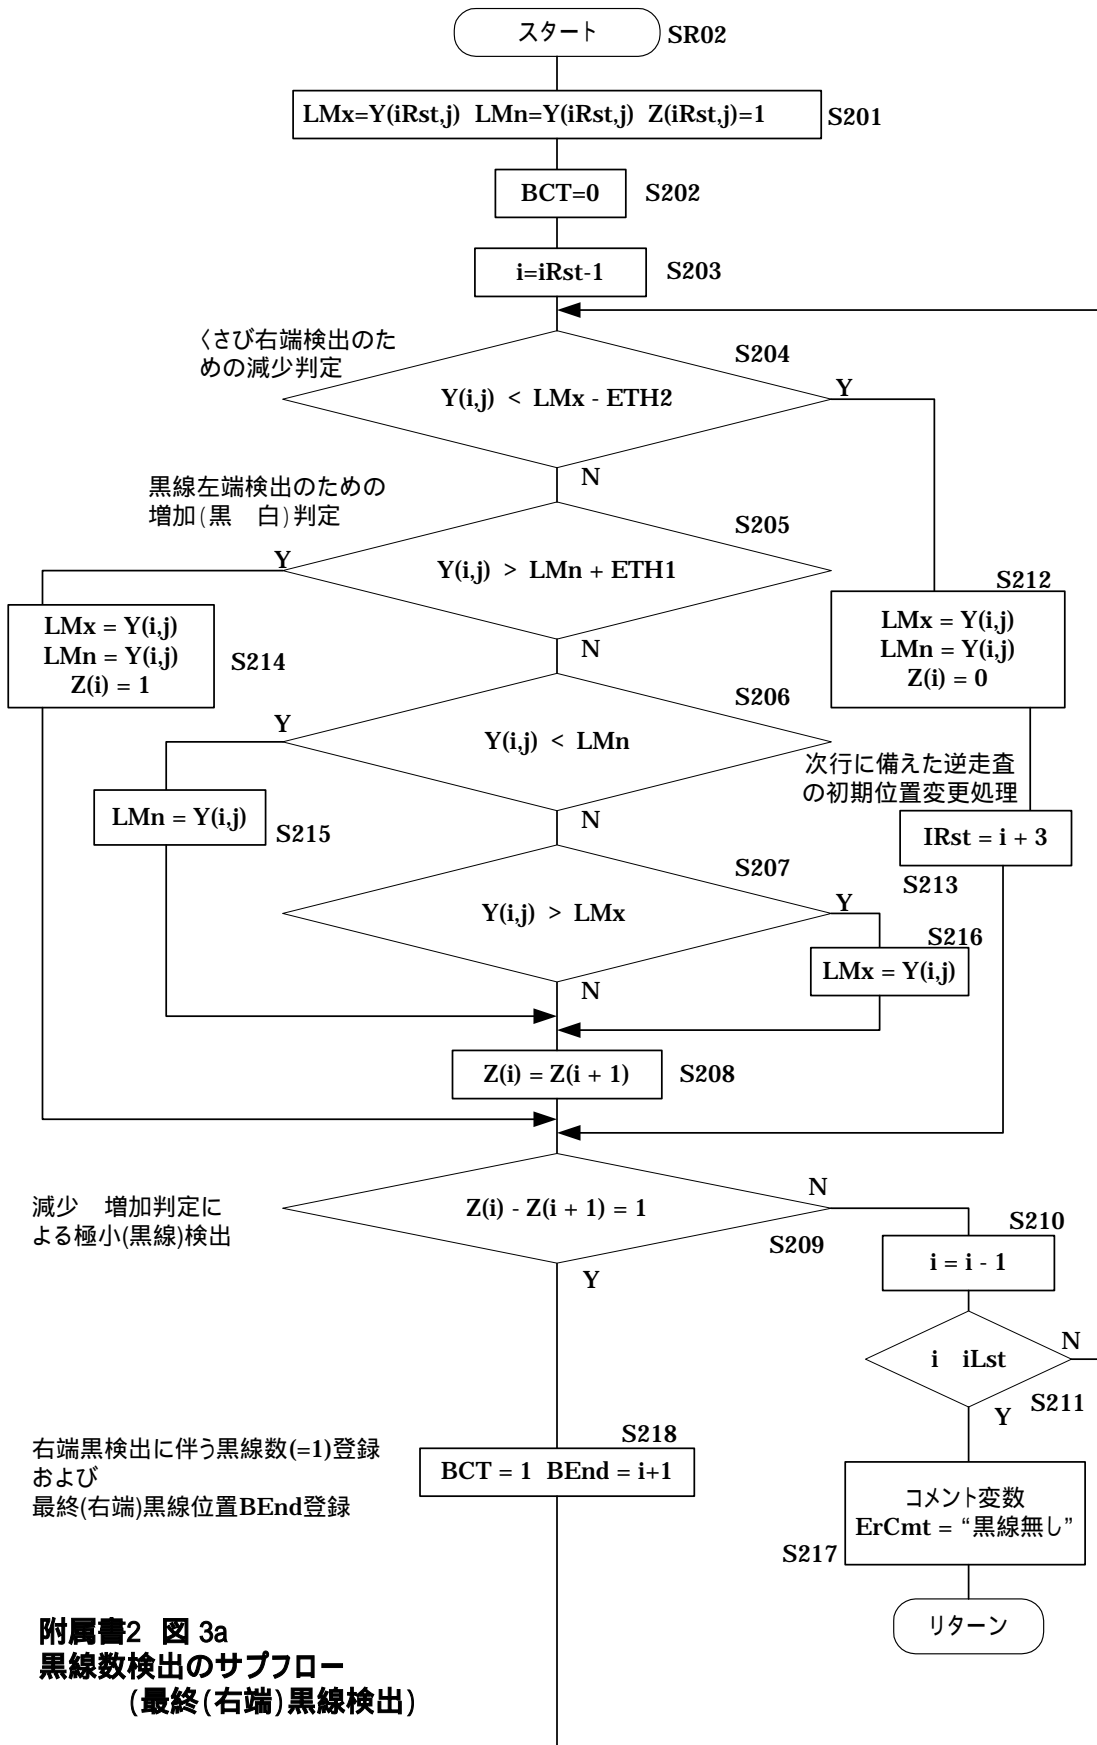 スタート
SR02
LMx=Y(iRst,j) LMn=Y(iRst,j) Z(iRst,j)=1
S201
BCT=0
S202
i=iRst-1
S203
くさび右端検出のた
めの減少判定
S204
Y(i,j) < LMx - ETH2
Y
N
黒線左端検出のための
増加(黒　白)判定
S205
Y
Y(i,j) > LMn + ETH1
N
S212
LMx = Y(i,j)
LMn = Y(i,j)
Z(i) = 0
LMx = Y(i,j)
LMn = Y(i,j)
Z(i) = 1
S214
S206
Y
Y(i,j) < LMn
N
次行に備えた逆走査
の初期位置変更処理
LMn = Y(i,j)
S215
IRst = i + 3
S213
S207
Y(i,j) > LMx
Y
N
S216
LMx = Y(i,j)
Z(i) = Z(i + 1)
S208
減少　増加判定に
よる極小(黒線)検出
Z(i) - Z(i + 1) = 1
N
S209
Y
S210
i = i - 1
i　iLst
N
S211
Y
右端黒検出に伴う黒線数(=1)登録
および
最終(右端)黒線位置BEnd登録
S218
BCT = 1 BEnd = i+1
コメント変数
ErCmt = “黒線無し”
S217
リターン
附属書2 図 3a
黒線数検出のサブフロー
(最終(右端)黒線検出)